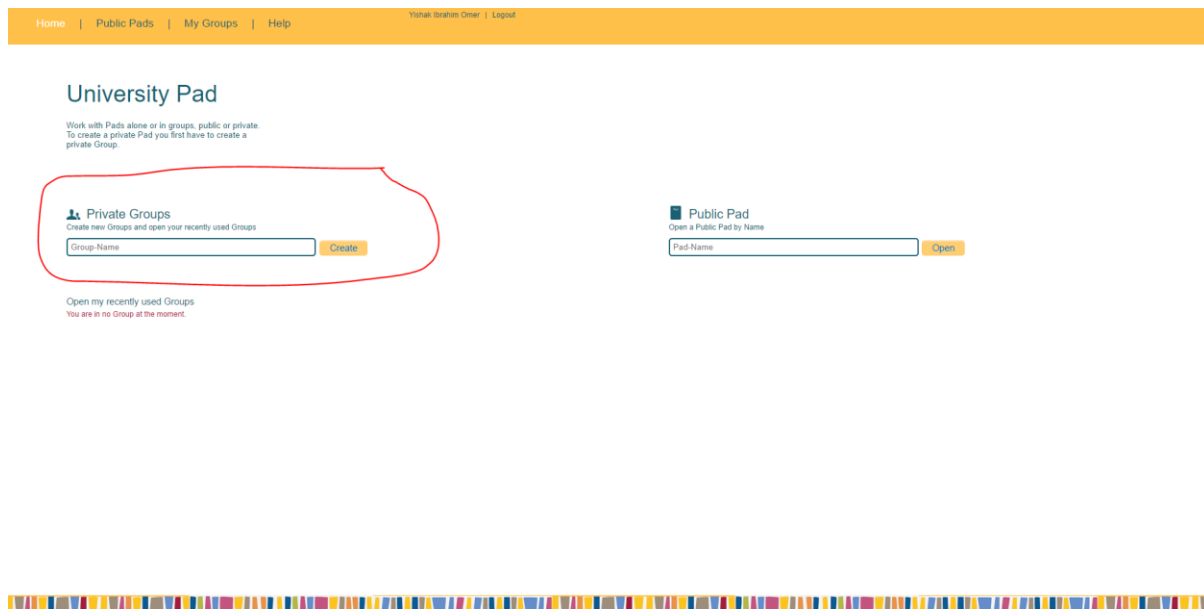 Home | Public Pads | My Groups | Help
Yishak Ibrahim Omer | Logout
University Pad
Work with Pads alone or in groups, public or private.
To create a private Pad you first have to create a
private Group.
Private Groups
Create new Groups and open your recently used Groups
Group-Name
Create
Public Pad
Open a Public Pad by Name
Pad-Name
Open
Open my recently used Groups
You are in no Group at the moment.